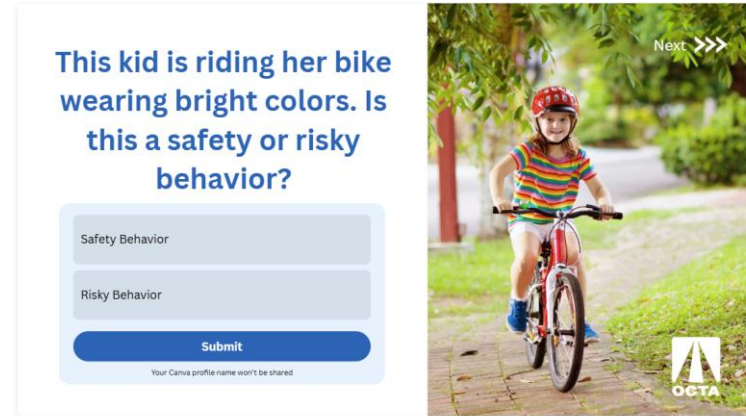 This kid is riding her bike
wearing bright colors. Is
this a safety or risky
behavior?
Safety Behavior
Risky Behavior
Submit
Your Canva profile name won't be shared
Next >>>
OCTA